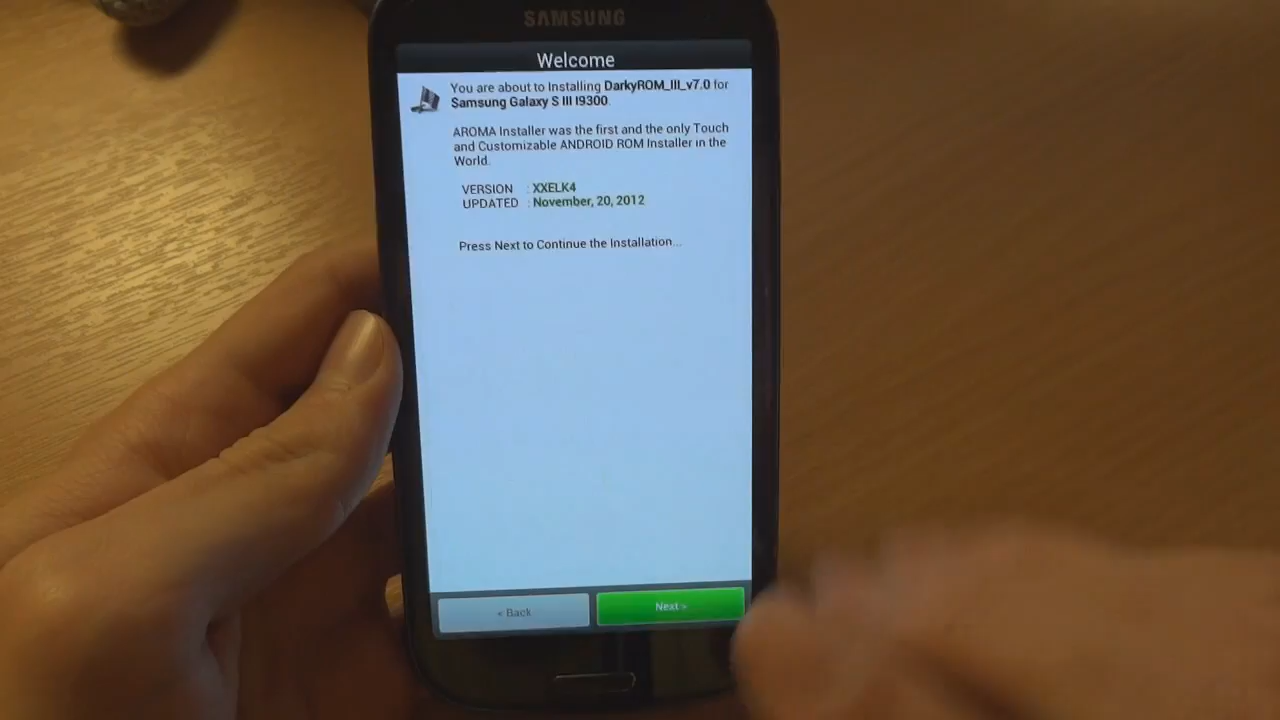 SAMSUNG
Welcome
You are about to Installing DarkyROM_III_v7.0 for
Samsung Galaxy S III I9300.
AROMA Installer was the first and the only Touch
and Customizable ANDROID ROM Installer in the
World.
VERSION : XXELK4
UPDATED : November, 20, 2012
Press Next to Continue the Installation...
< Back
Next >